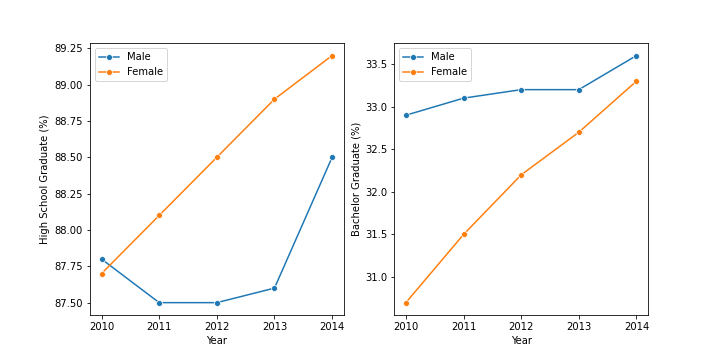 Male
Female
89.25
89.00
88.75
88.50
88.25
88.00
87.75
87.50
High School Graduate (%)
2010 2011 2012 2013 2014
Year
Male
Female
33.5
33.0
32.5
32.0
31.5
31.0
Bachelor Graduate (%)
2010 2011 2012 2013 2014
Year